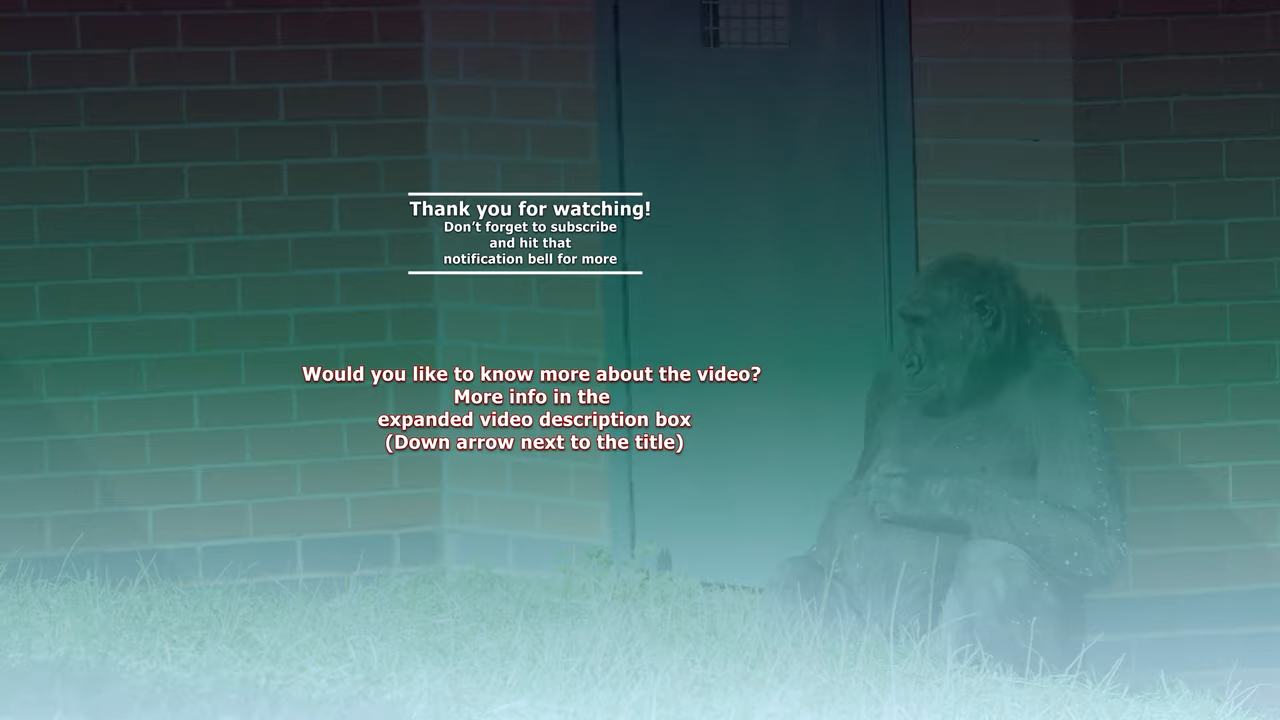 Thank you for watching!
Don't forget to subscribe
and hit that
notification bell for more
Would you like to know more about the video?
More info in the
expanded video description box
(Down arrow next to the title)